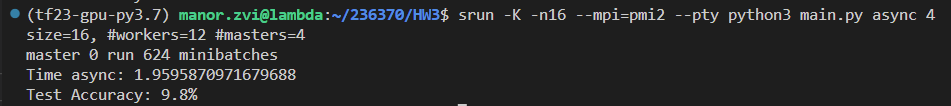 (tf23-gpu-py3.7) manor.zvi@lambda:~/236370/HW3$ srun -K -n16 --mpi=pmi2 --pty python3 main.py async 4
size=16, #workers=12 #masters=4
master 0 run 624 minibatches
Time async: 1.9595870971679688
Test Accuracy: 9.8%